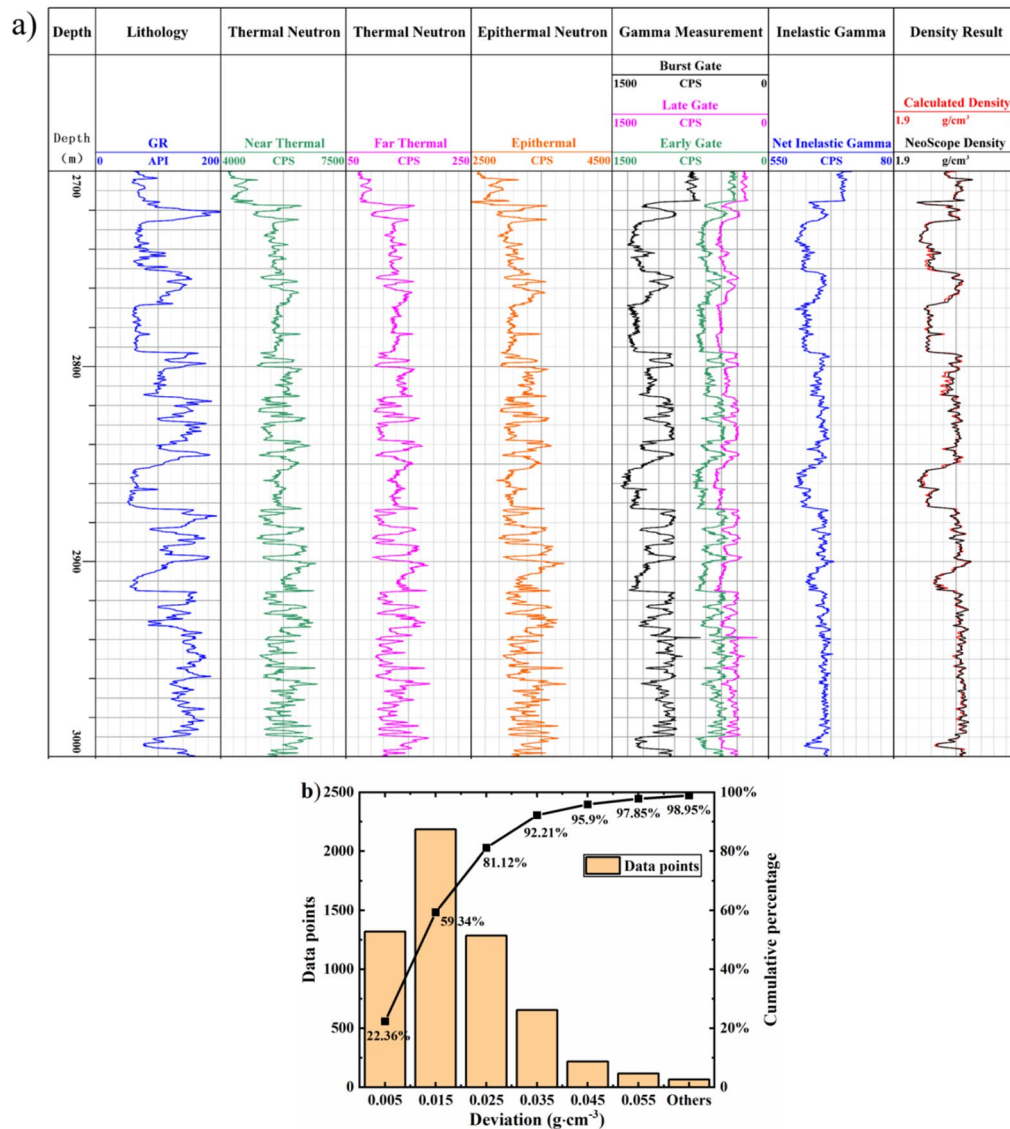 a)
Depth Lithology Thermal Neutron Thermal Neutron Epithermal Neutron Gamma Measurement Inelastic Gamma Density Result
Burst Gate
1500 CPS 0
Late Gate Calculated Density
1500 CPS 0 1.9 g/cm³
Depth GR Near Thermal Far Thermal Epithermal Early Gate Net Inelastic Gamma NeoScope Density
(m) 0 API 200 4000 CPS 7500 50 CPS 250 2500 CPS 4500 1500 CPS 0 550 CPS 80 1.9 g/cm³
2700
2800
2900
3000
b)
2500 100%
98.95%
97.85%
95.9%
92.21%
2000 80%
81.12%
Data points
1500 60%
59.34%
1000 40%
500 20%
22.36%
0 0%
Data points
Cumulative percentage
0.005 0.015 0.025 0.035 0.045 0.055 Others
Deviation (g·cm⁻³)